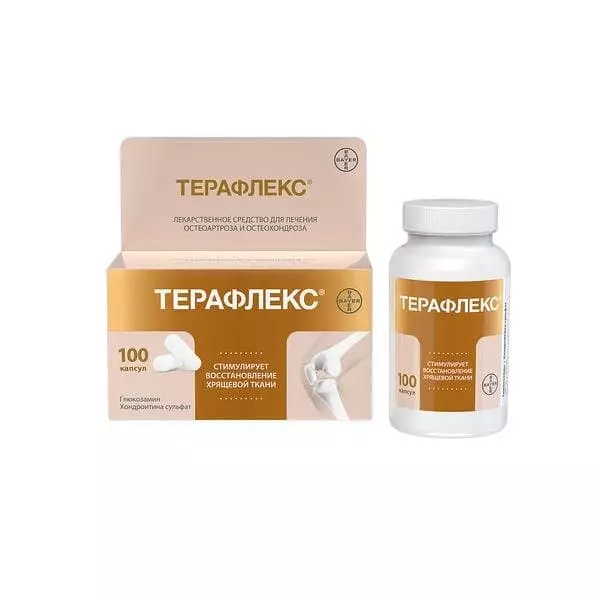 ТЕРАФЛЕКС®
BAYER
ЛЕКАРСТВЕННОЕ СРЕДСТВО ДЛЯ ЛЕЧЕНИЯ
ОСТЕОАРТРОЗА И ОСТЕОХОНДРОЗА
ТЕРАФЛЕКС®
BAYER
100
капсул
СТИМУЛИРУЕТ
ВОССТАНОВЛЕНИЕ
ХРЯЩЕВОЙ ТКАНИ
Глюкозамин
Хондроитина сульфат
ТЕРАФЛЕКС®
СТИМУЛИРУЕТ
ВОССТАНОВЛЕНИЕ
ХРЯЩЕВОЙ ТКАНИ
100
капсул
BAYER